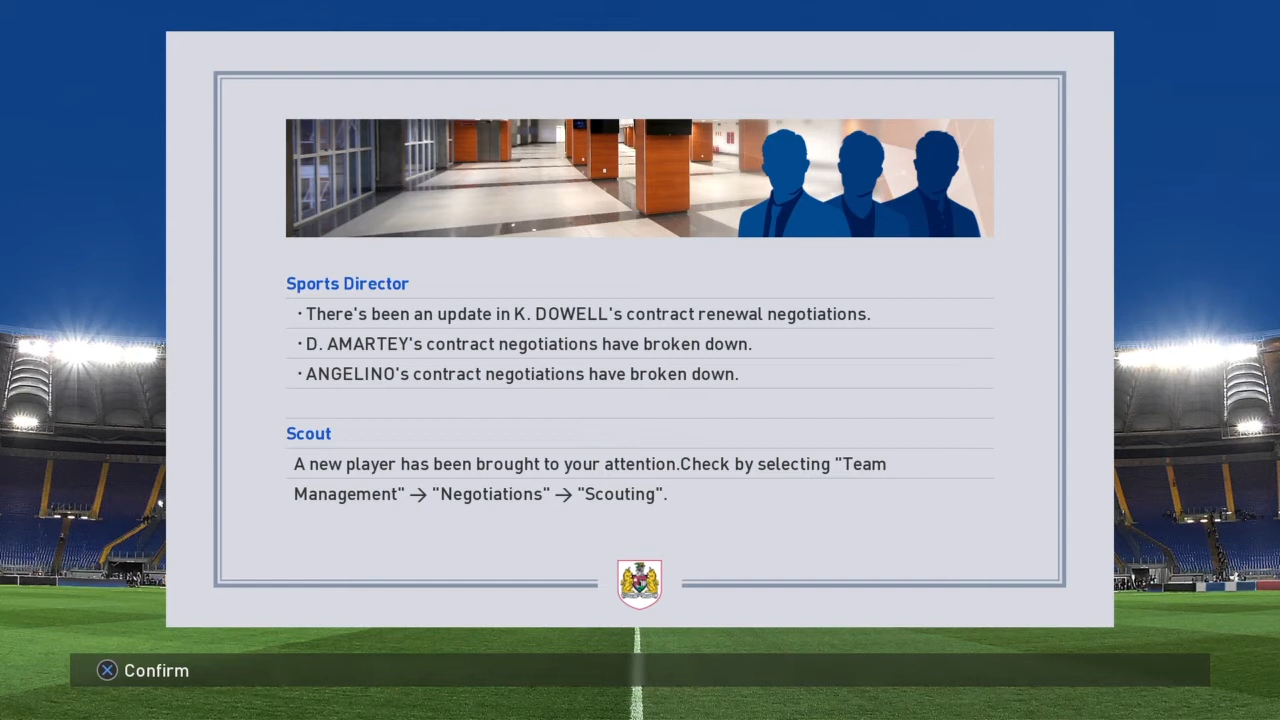 Sports Director
・There's been an update in K. DOWELL's contract renewal negotiations.
・D. AMARTEY's contract negotiations have broken down.
・ANGELINO's contract negotiations have broken down.
Scout
A new player has been brought to your attention.Check by selecting "Team
Management" → "Negotiations" → "Scouting".
Confirm